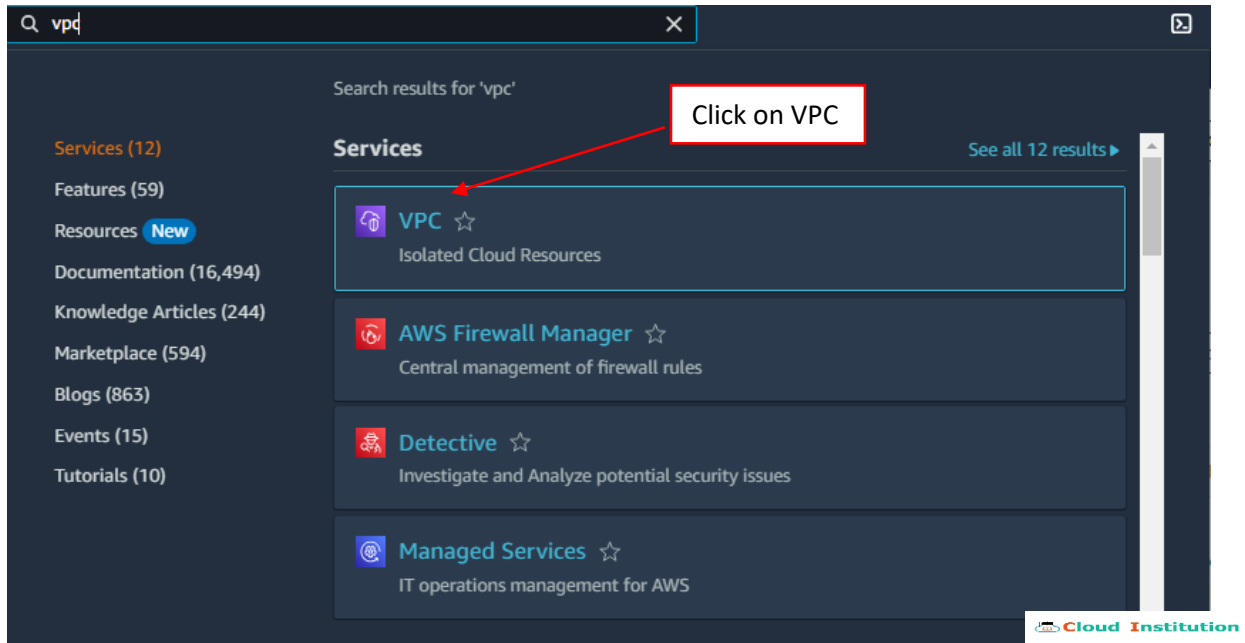 vpc
Search results for 'vpc'
Click on VPC
Services (12)
Features (59)
Resources New
Documentation (16,494)
Knowledge Articles (244)
Marketplace (594)
Blogs (863)
Events (15)
Tutorials (10)
Services
See all 12 results
VPC
Isolated Cloud Resources
AWS Firewall Manager
Central management of firewall rules
Detective
Investigate and Analyze potential security issues
Managed Services
IT operations management for AWS
Cloud Institution